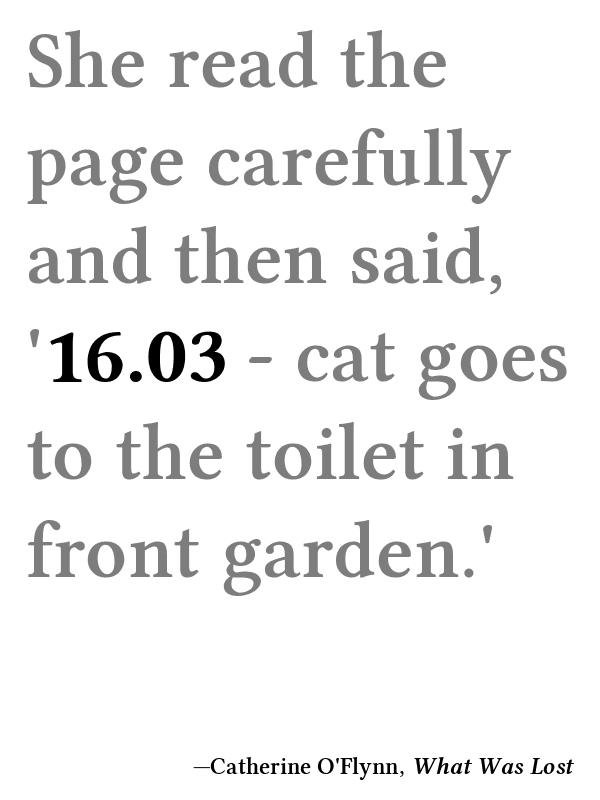 She read the
page carefully
and then said,
'16.03 - cat goes
to the toilet in
front garden.'
—Catherine O'Flynn, What Was Lost